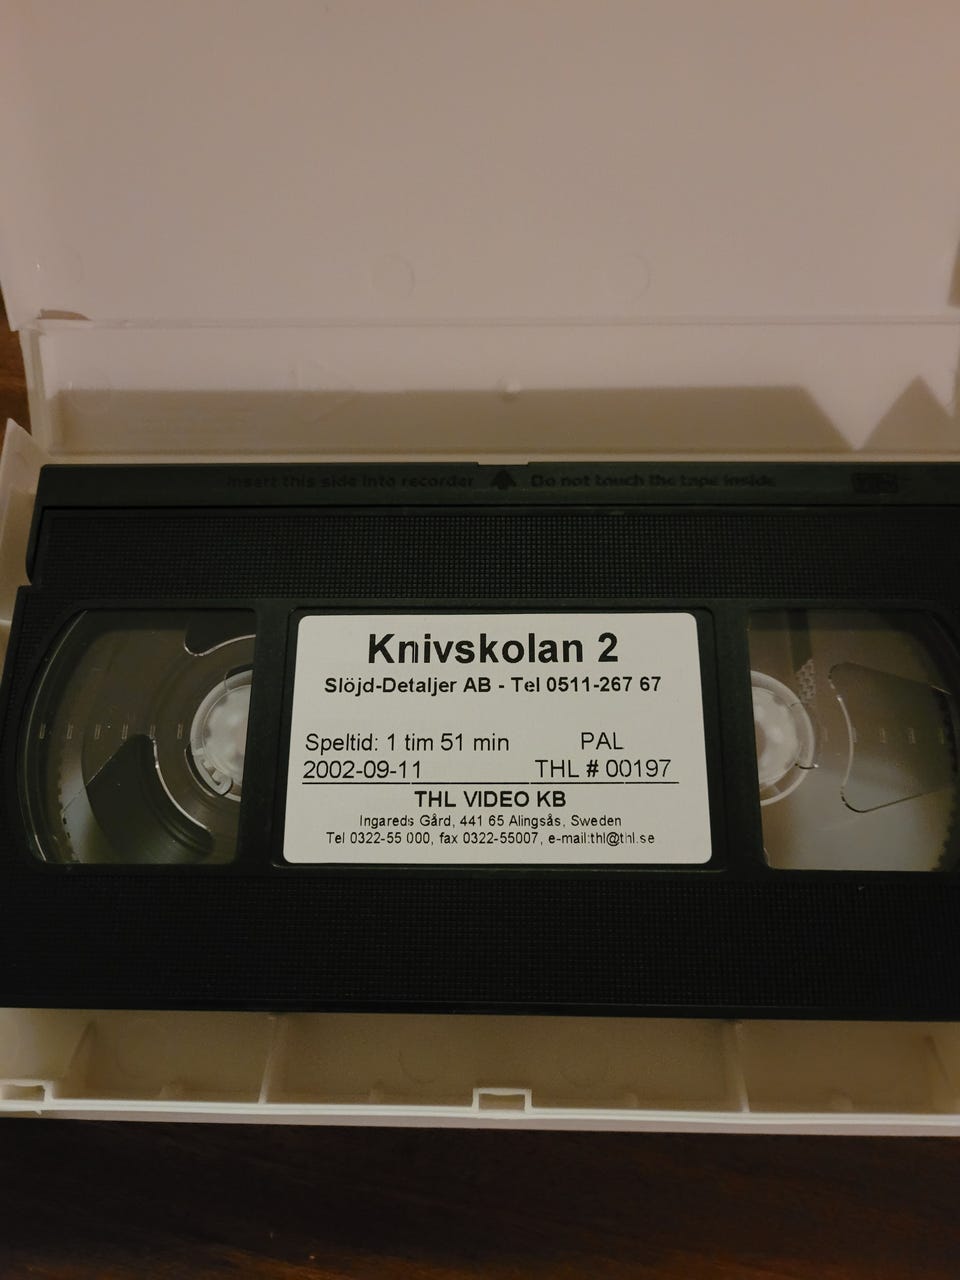 Insert this side into recorder Do not touch the tape inside VHS
Knivskolan 2
Slöjd-Detaljer AB - Tel 0511-267 67
Speltid: 1 tim 51 min PAL
2002-09-11 THL # 00197
THL VIDEO KB
Ingareds Gård, 441 65 Alingsås, Sweden
Tel 0322-55 000, fax 0322-55007, e-mail:thl@thl.se